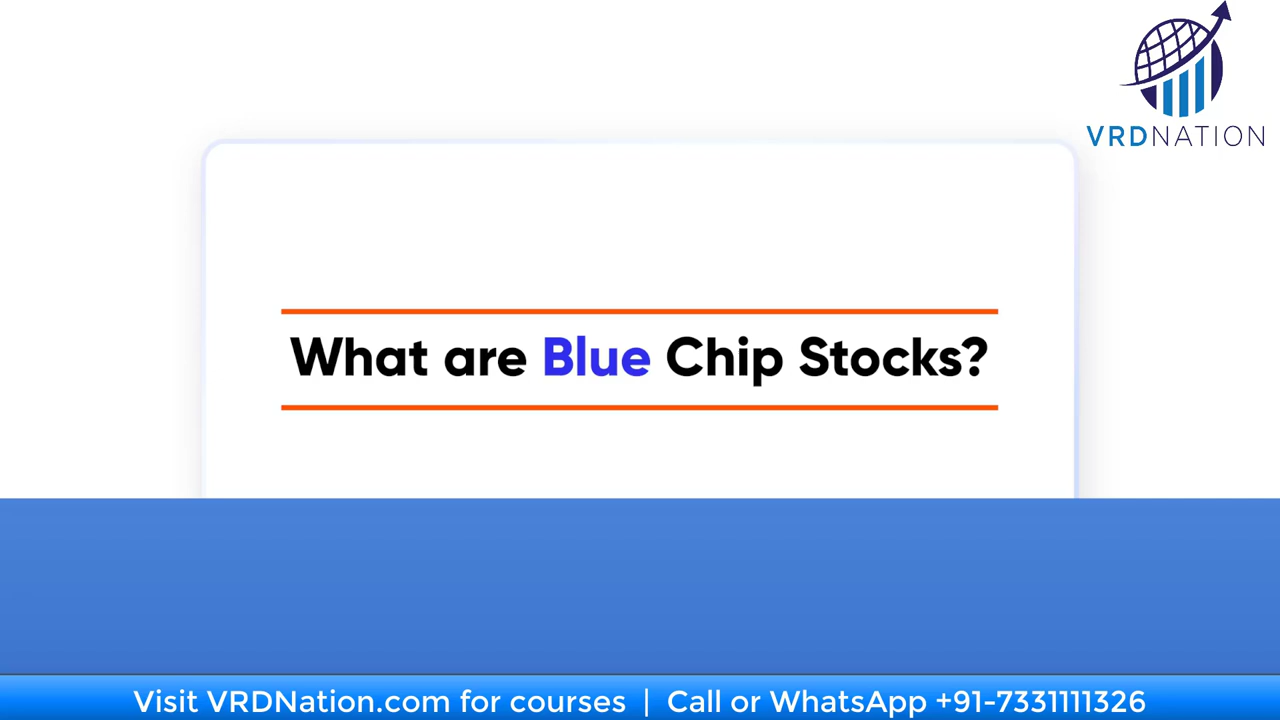 VRDNATION
What are Blue Chip Stocks?
Visit VRDNation.com for courses | Call or WhatsApp +91-7331111326